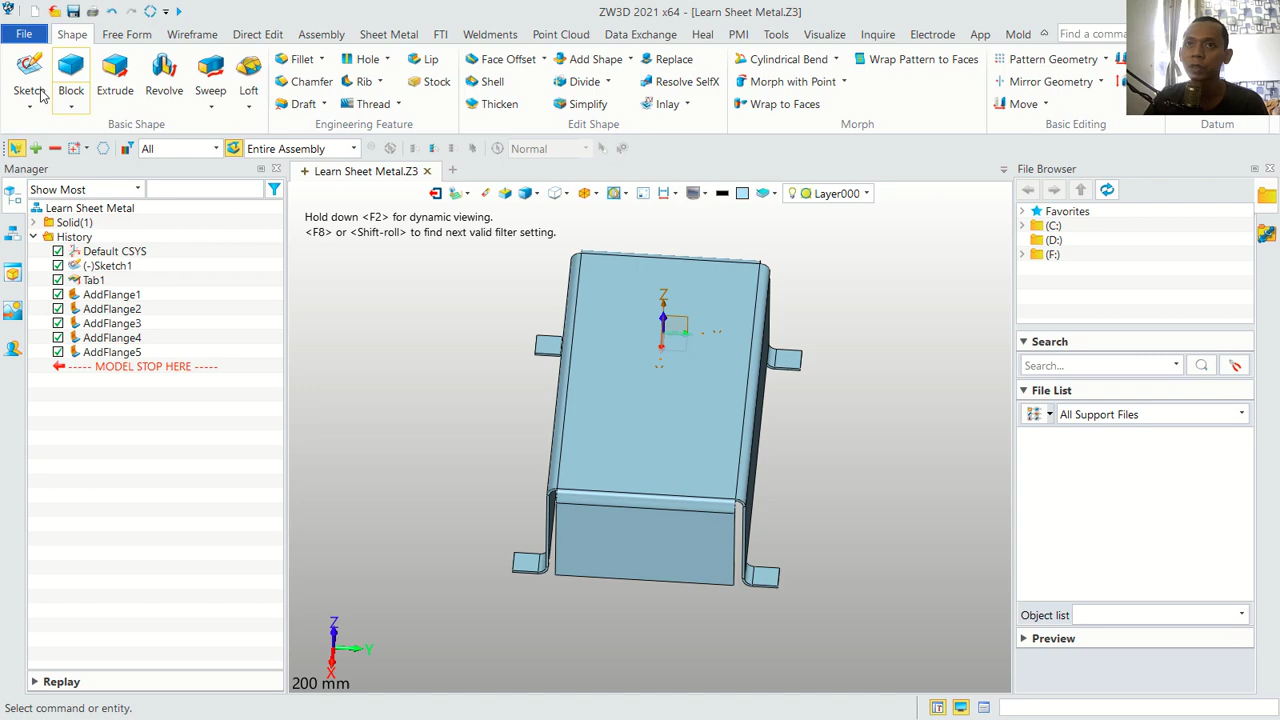 ZW3D 2021 x64 - [Learn Sheet Metal.Z3]
File Shape Free Form Wireframe Direct Edit Assembly Sheet Metal FTI Weldments Point Cloud Data Exchange Heal PMI Tools Visualize Inquire Electrode App Mold Find a comma
Fillet Hole Lip Face Offset Add Shape Replace Cylindrical Bend Wrap Pattern to Faces Pattern Geometry
Sketch Block Extrude Revolve Sweep Loft Chamfer Rib Stock Shell Divide Resolve SelfX Morph with Point Mirror Geometry
Draft Thread Thicken Simplify Inlay Wrap to Faces Move
Basic Shape Engineering Feature Edit Shape Morph Basic Editing Datum
All Entire Assembly Normal
Manager Learn Sheet Metal.Z3 File Browser
Show Most Layer000
Learn Sheet Metal
Solid(1)
History
Default CSYS
(-)Sketch1
Tab1
AddFlange1
AddFlange2
AddFlange3
AddFlange4
AddFlange5
----- MODEL STOP HERE -----
Replay
Hold down <F2> for dynamic viewing.
<F8> or <Shift-roll> to find next valid filter setting.
Z
Z
Y
X
200 mm
Favorites
(C:)
(D:)
(F:)
Search
Search...
File List
All Support Files
Object list
Preview
Select command or entity.